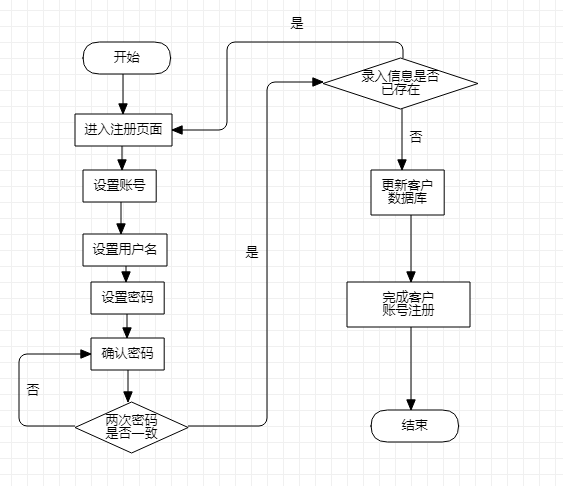 是
开始
进入注册页面
设置账号
设置用户名
设置密码
确认密码
否
两次密码
是否一致
是
录入信息是否
已存在
否
更新客户
数据库
完成客户
账号注册
结束